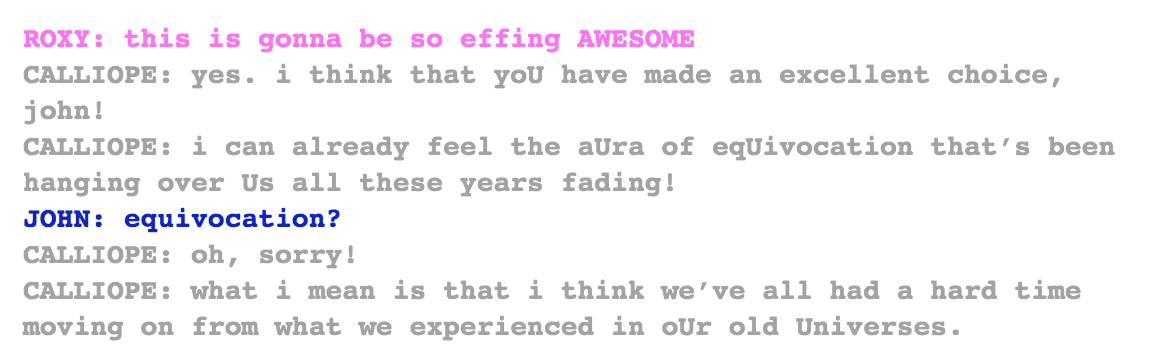 ROXY: this is gonna be so effing AWESOME
CALLIOPE: yes. i think that yoU have made an excellent choice,
john!
CALLIOPE: i can already feel the aUra of eqUivocation that’s been
hanging over Us all these years fading!
JOHN: equivocation?
CALLIOPE: oh, sorry!
CALLIOPE: what i mean is that i think we’ve all had a hard time
moving on from what we experienced in oUr old Universes.